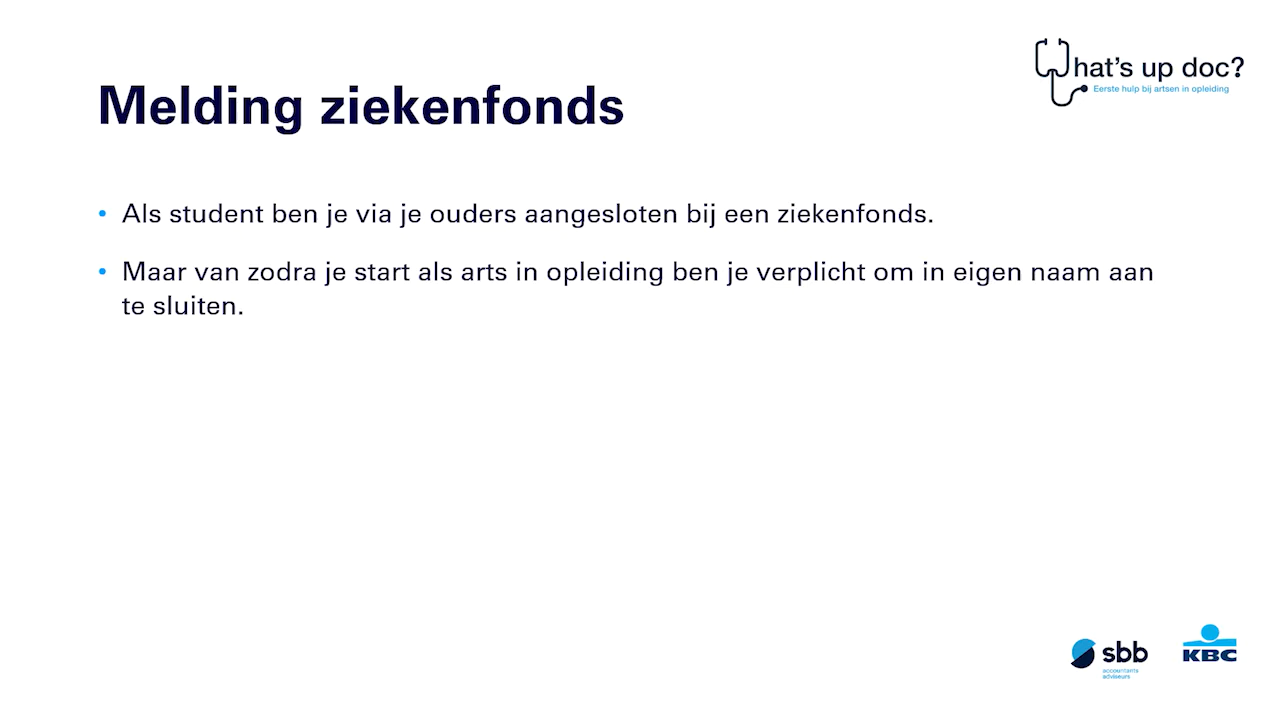 What's up doc?
Eerste hulp bij artsen in opleiding
Melding ziekenfonds
• Als student ben je via je ouders aangesloten bij een ziekenfonds.
• Maar van zodra je start als arts in opleiding ben je verplicht om in eigen naam aan
te sluiten.
sbb
accountants
adviseurs
KBC